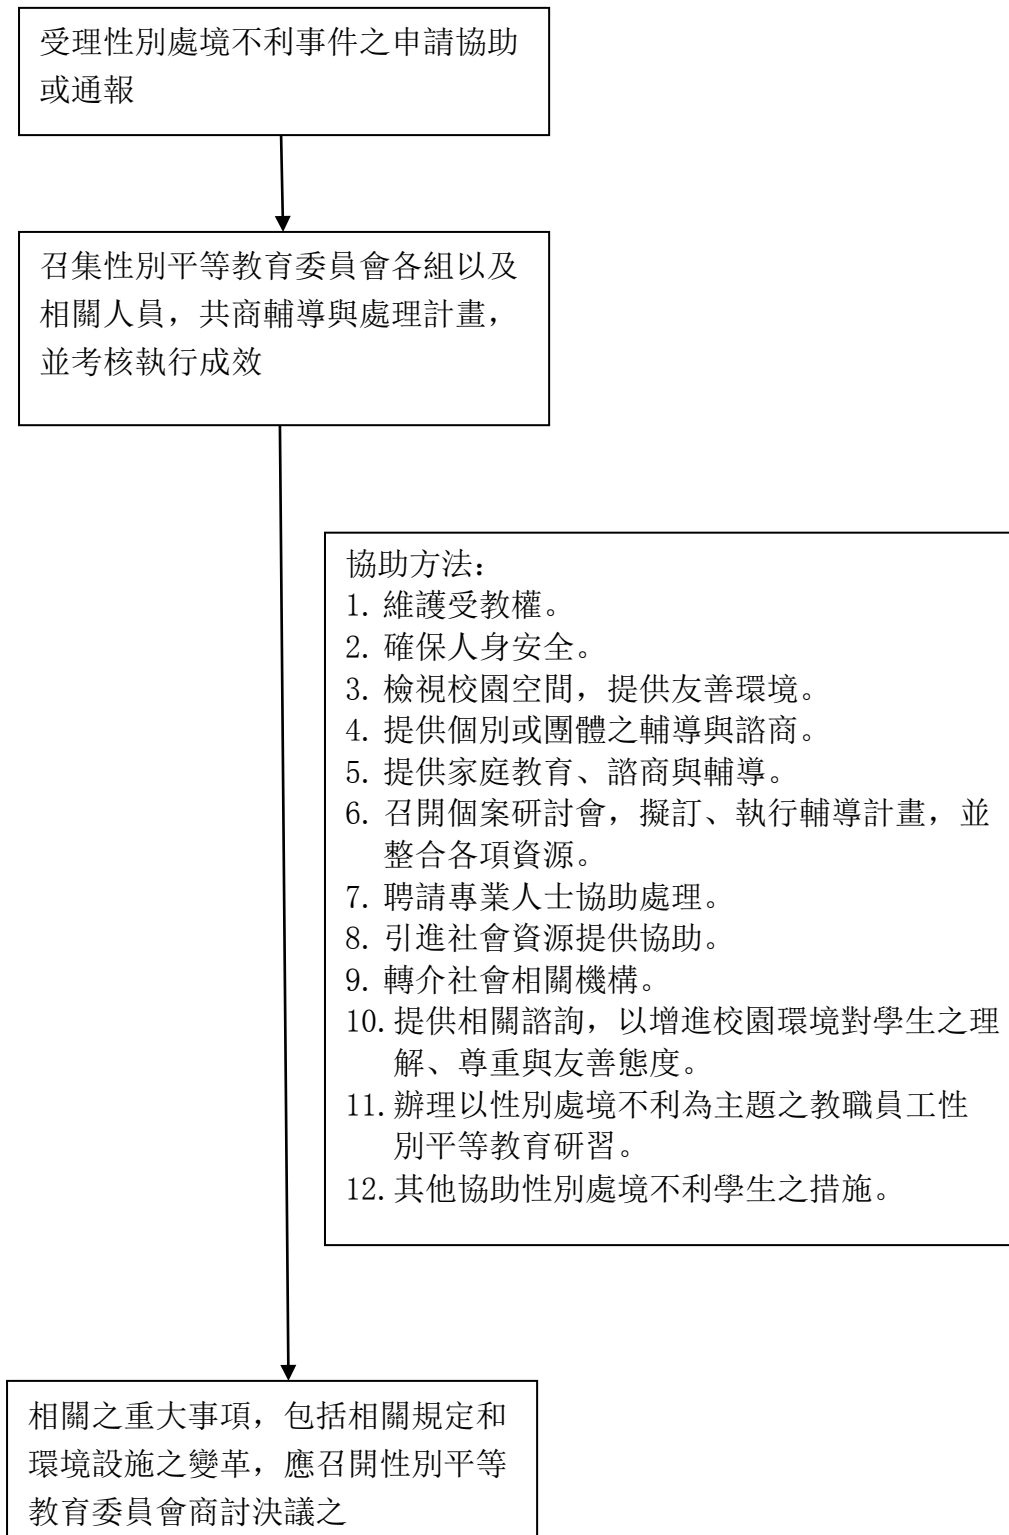 受理性別處境不利事件之申請協助
或通報
召集性別平等教育委員會各組以及
相關人員，共商輔導與處理計畫，
並考核執行成效
協助方法：
1. 維護受教權。
2. 確保人身安全。
3. 檢視校園空間，提供友善環境。
4. 提供個別或團體之輔導與諮商。
5. 提供家庭教育、諮商與輔導。
6. 召開個案研討會，擬訂、執行輔導計畫，並
整合各項資源。
7. 聘請專業人士協助處理。
8. 引進社會資源提供協助。
9. 轉介社會相關機構。
10. 提供相關諮詢，以增進校園環境對學生之理
解、尊重與友善態度。
11. 辦理以性別處境不利為主題之教職員工性
別平等教育研習。
12. 其他協助性別處境不利學生之措施。
相關之重大事項，包括相關規定和
環境設施之變革，應召開性別平等
教育委員會商討決議之